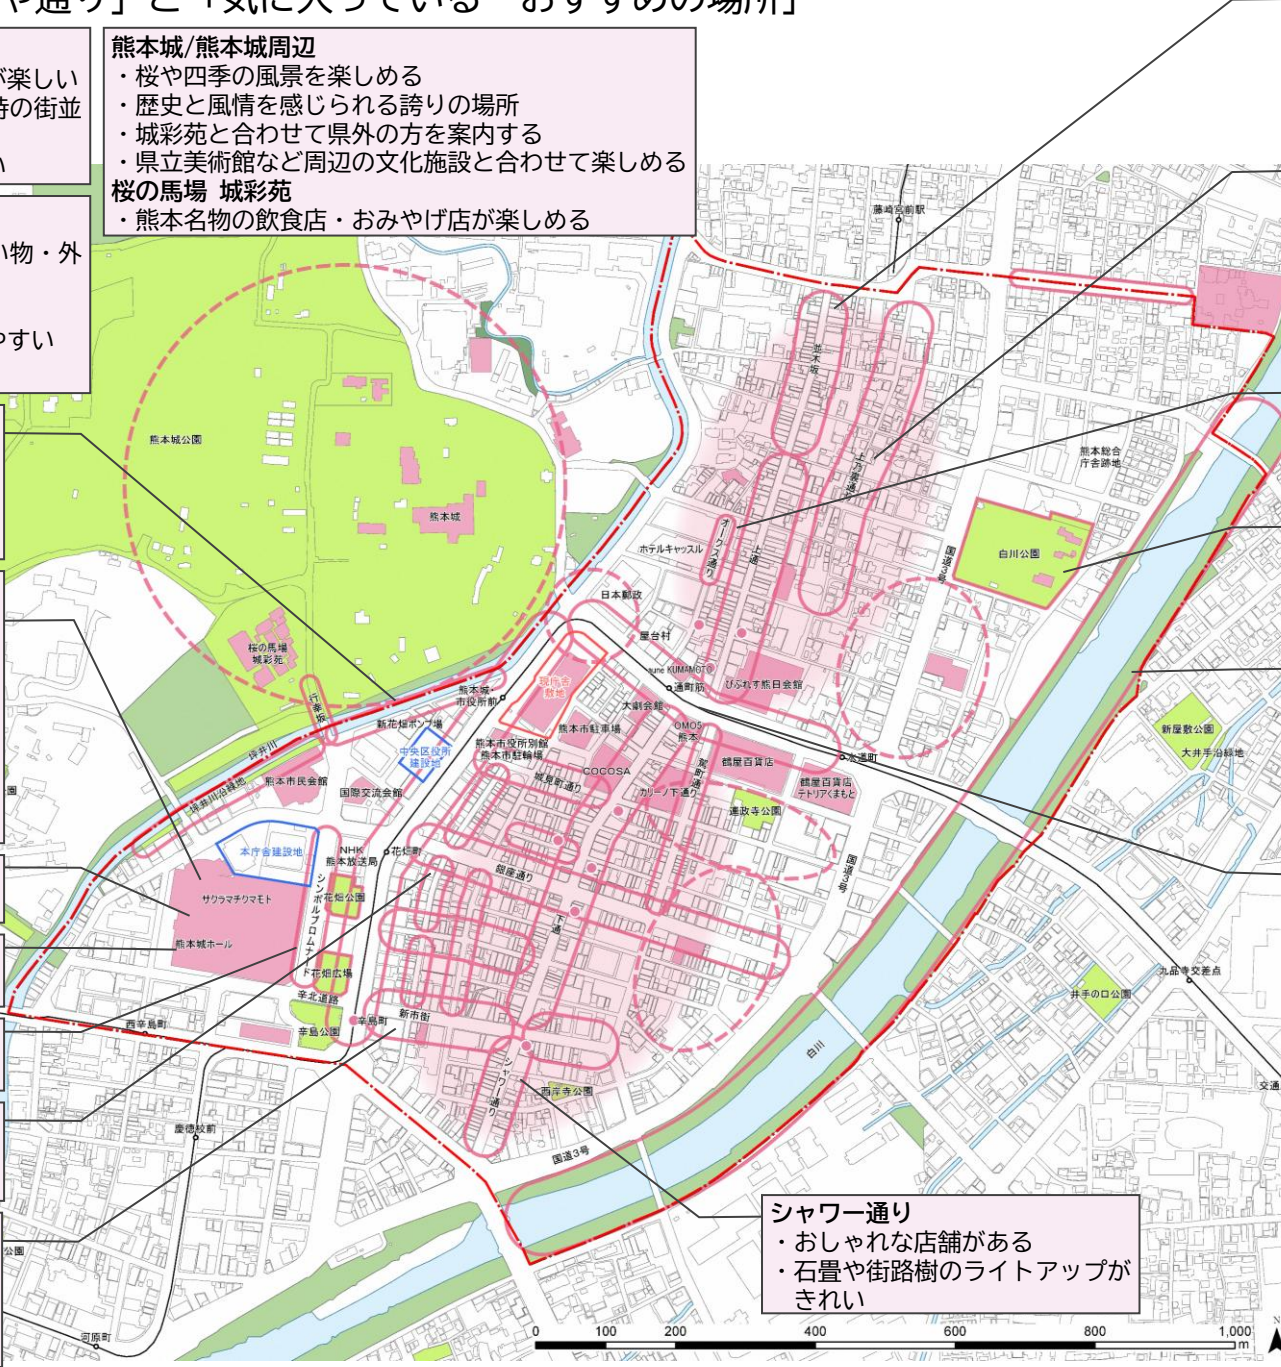 や通り」と「気に入っている おすすめの場所」
が楽しい
時の街並
い
い物・外
やすい
熊本城/熊本城周辺
・桜や四季の風景を楽しめる
・歴史と風情を感じられる誇りの場所
・城彩苑と合わせて県外の方を案内する
・県立美術館など周辺の文化施設と合わせて楽しめる
桜の馬場 城彩苑
・熊本名物の飲食店・おみやげ店が楽しめる
藤崎宮前駅
並木坂
熊本城公園
上乃裏通り
熊本総合
庁舎跡地
熊本城
オークス通り
上通
ホテルキャッスル
国道3号
白川公園
日本郵政
屋台村
桜の馬場
城彩苑
行幸坂
熊本城・
市役所前
現庁舎
敷地
une KUMAMOTO
通町筋
びぷれす熊日会館
大劇会館
新花畑ポンプ場
熊本市駐車場
OMO5
熊本
新屋敷公園
大井手沿緑地
坪井川
中央区役所
建設地
熊本市役所別館
熊本市駐輪場
水道町
鶴屋百貨店
鶴屋百貨店
テトリアくまもと
COCOSA
城見町通り
駕町通り
カリーノ下通り
熊本市民会館
国際交流会館
坪井川沿緑地
蓮政寺公園
本庁舎建設地
NHK
熊本放送局
花畑町
国道3号
銀座通り
サクラマチクマモト
シンボルプロムナード
花畑公園
下通
熊本城ホール
花畑広場
九品寺交差点
井手の口公園
辛北道路
西辛島町
辛島公園
辛島町
新市街
白川
シャワー通り
西岸寺公園
交通
慶徳校前
国道3号
公園
河原町
園
シャワー通り
・おしゃれな店舗がある
・石畳や街路樹のライトアップが
きれい
0 100 200 400 600 800 1,000
m
N